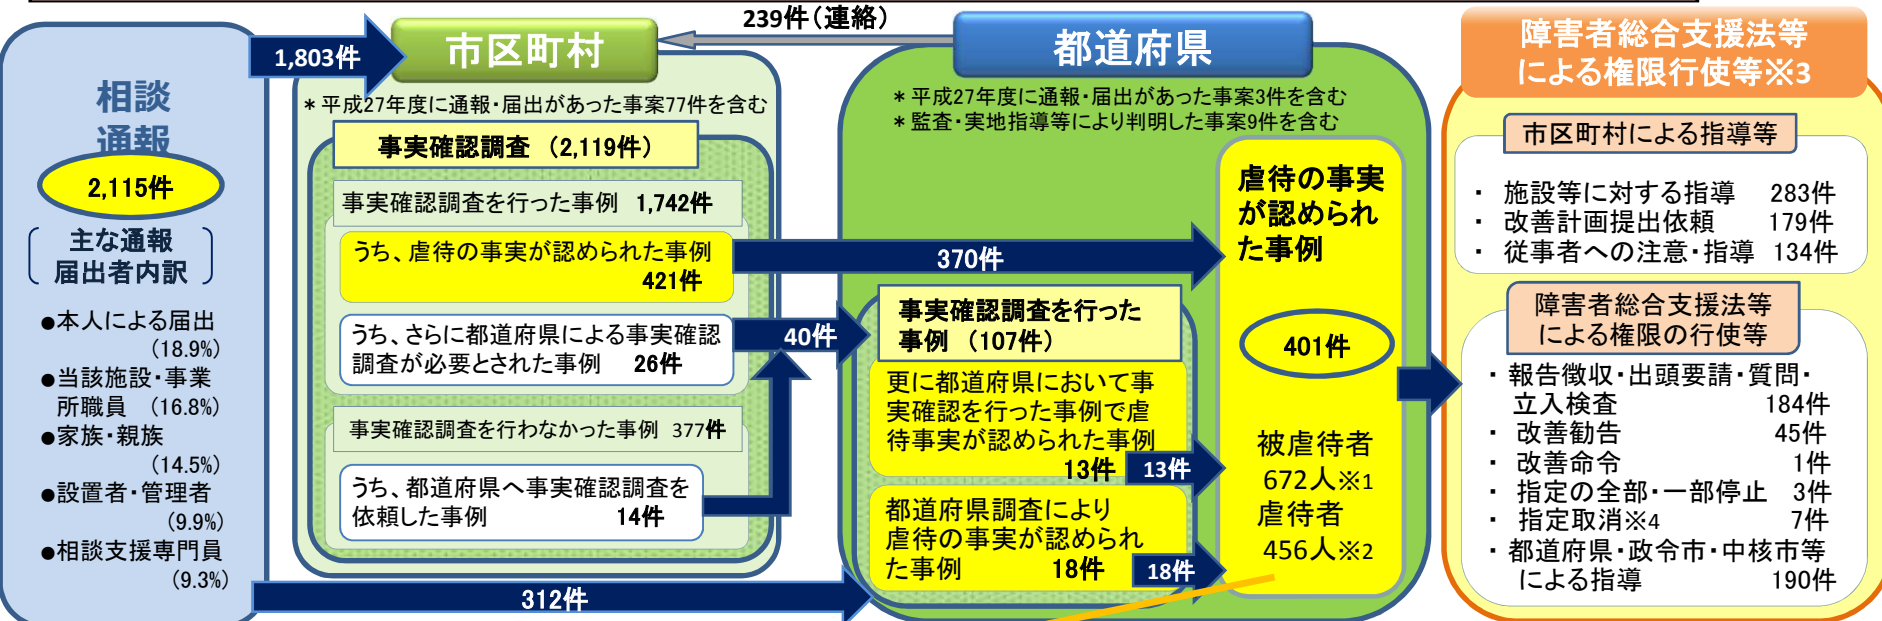 相談
通報
2,115件
主な通報
届出者内訳
●本人による届出
(18.9%)
●当該施設・事業
所職員 (16.8%)
●家族・親族
(14.5%)
●設置者・管理者
(9.9%)
●相談支援専門員
(9.3%)
1,803件
312件
239件(連絡)
市区町村
＊平成27年度に通報・届出があった事案77件を含む
事実確認調査 (2,119件)
事実確認調査を行った事例 1,742件
うち、虐待の事実が認められた事例
421件
うち、さらに都道府県による事実確認
調査が必要とされた事例 26件
事実確認調査を行わなかった事例 377件
うち、都道府県へ事実確認調査を
依頼した事例 14件
370件
40件
都道府県
＊平成27年度に通報・届出があった事案3件を含む
＊監査・実地指導等により判明した事案9件を含む
事実確認調査を行った
事例 (107件)
更に都道府県において事
実確認を行った事例で虐
待事実が認められた事例
13件
13件
都道府県調査により
虐待の事実が認められ
た事例 18件
18件
虐待の事実
が認められ
た事例
401件
被虐待者
672人※1
虐待者
456人※2
障害者総合支援法等
による権限行使等※3
市区町村による指導等
・ 施設等に対する指導 283件
・ 改善計画提出依頼 179件
・ 従事者への注意・指導 134件
障害者総合支援法等
による権限の行使等
・報告徴収・出頭要請・質問・
立入検査 184件
・ 改善勧告 45件
・ 改善命令 1件
・ 指定の全部・一部停止 3件
・ 指定取消※4 7件
・都道府県・政令市・中核市等
による指導 190件